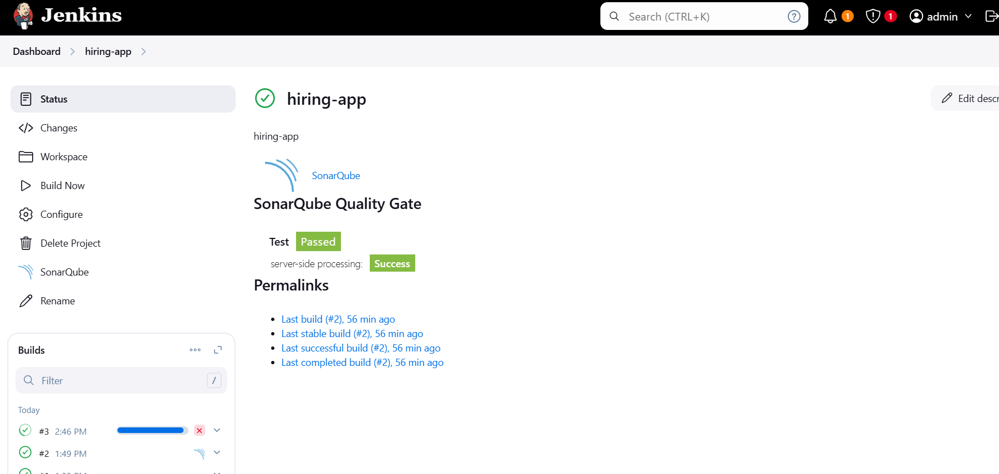 Jenkins
Search (CTRL+K)
?
1
1
admin
Dashboard
hiring-app
Status
Changes
Workspace
Build Now
Configure
Delete Project
SonarQube
Rename
Builds
Filter
/
Today
#3 2:46 PM
#2 1:49 PM
hiring-app
Edit descr
hiring-app
SonarQube
SonarQube Quality Gate
Test Passed
server-side processing: Success
Permalinks
Last build (#2), 56 min ago
Last stable build (#2), 56 min ago
Last successful build (#2), 56 min ago
Last completed build (#2), 56 min ago